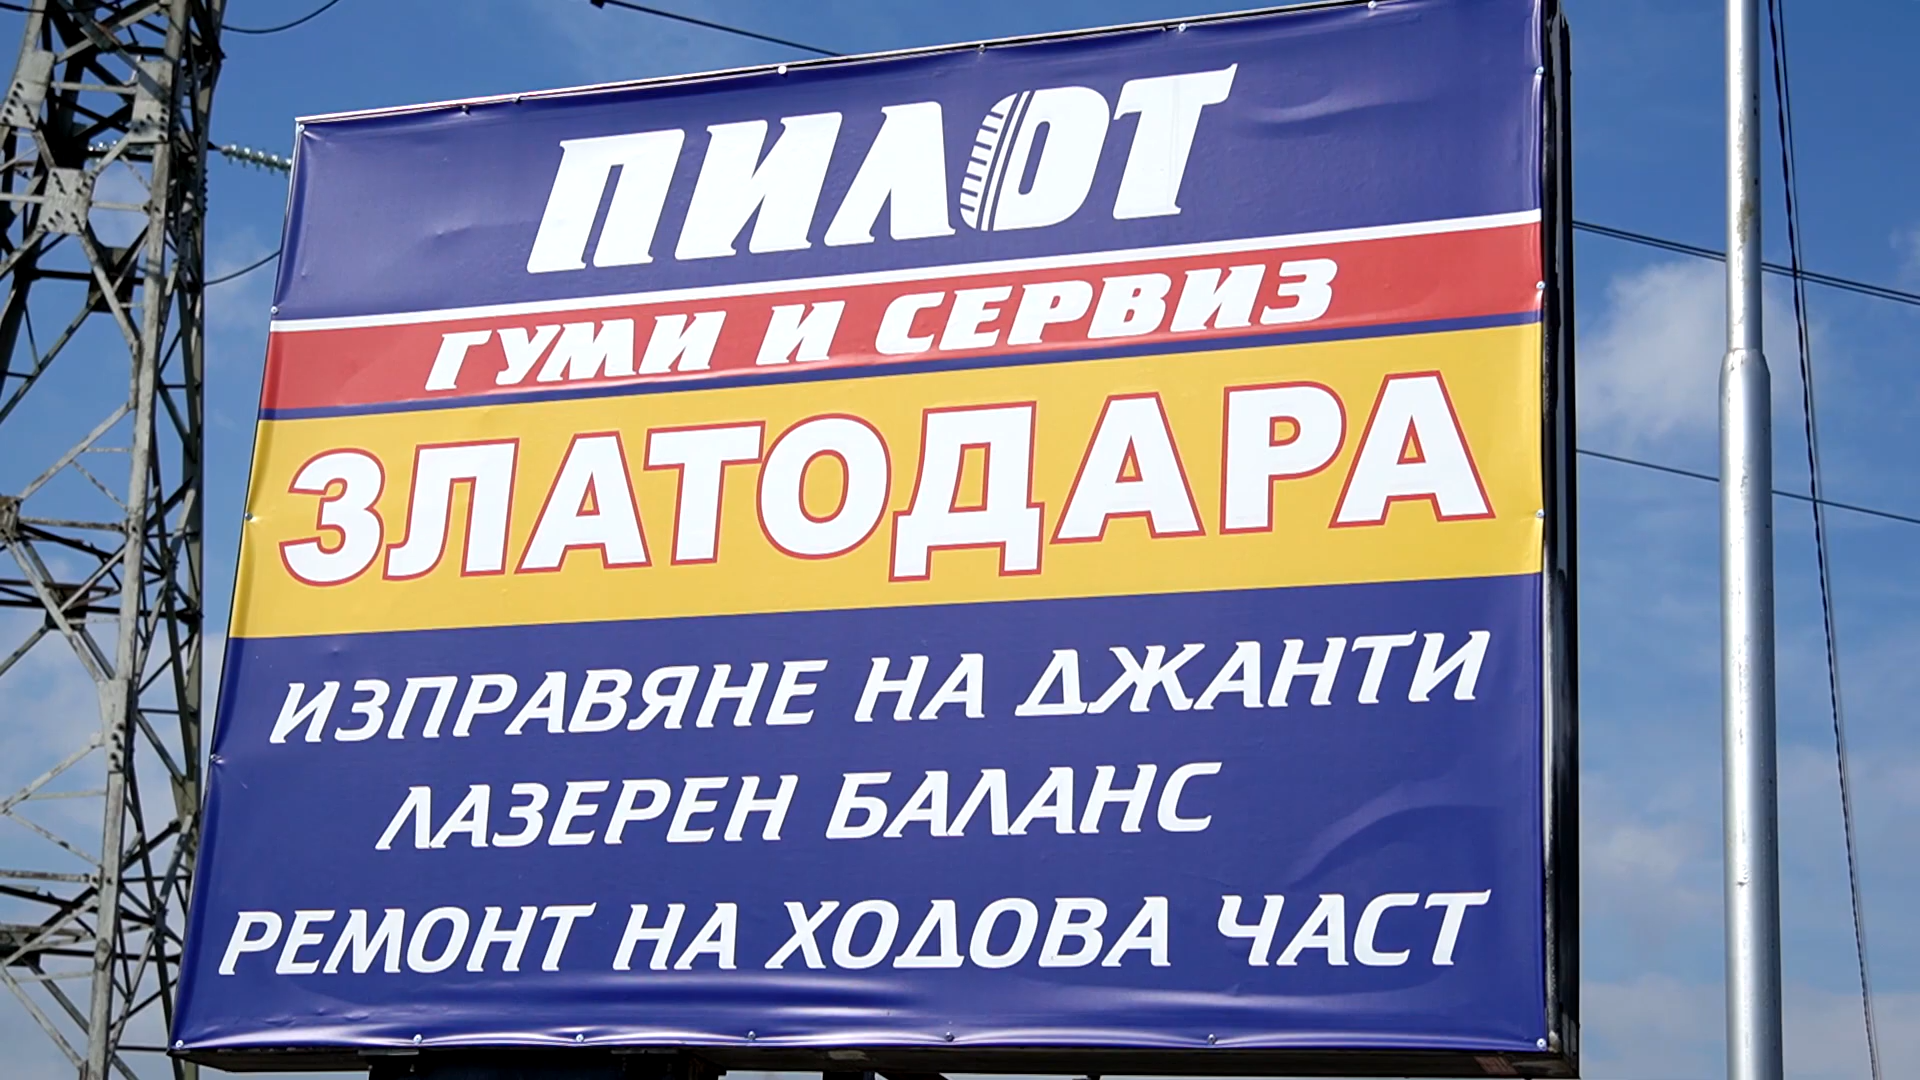 ПИЛОТ
ГУМИ И СЕРВИЗ
ЗЛАТОДАРА
ИЗПРАВЯНЕ НА ДЖАНТИ
ЛАЗЕРЕН БАЛАНС
РЕМОНТ НА ХОДОВА ЧАСТ